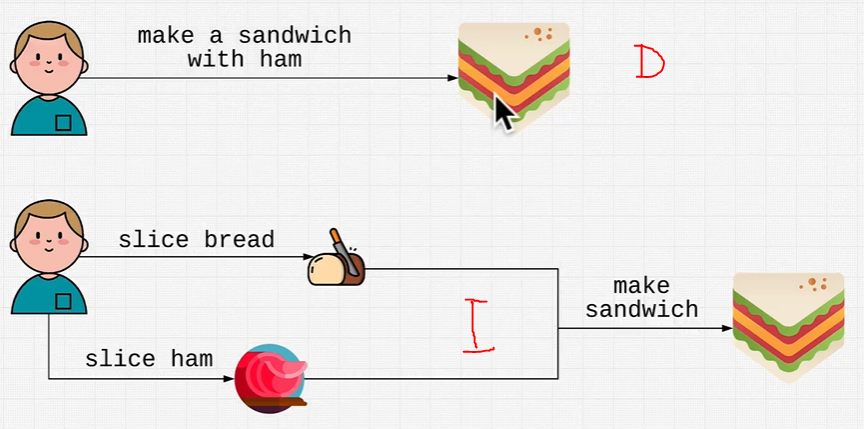 make a sandwich
with ham
D
slice bread
I
make
sandwich
slice ham